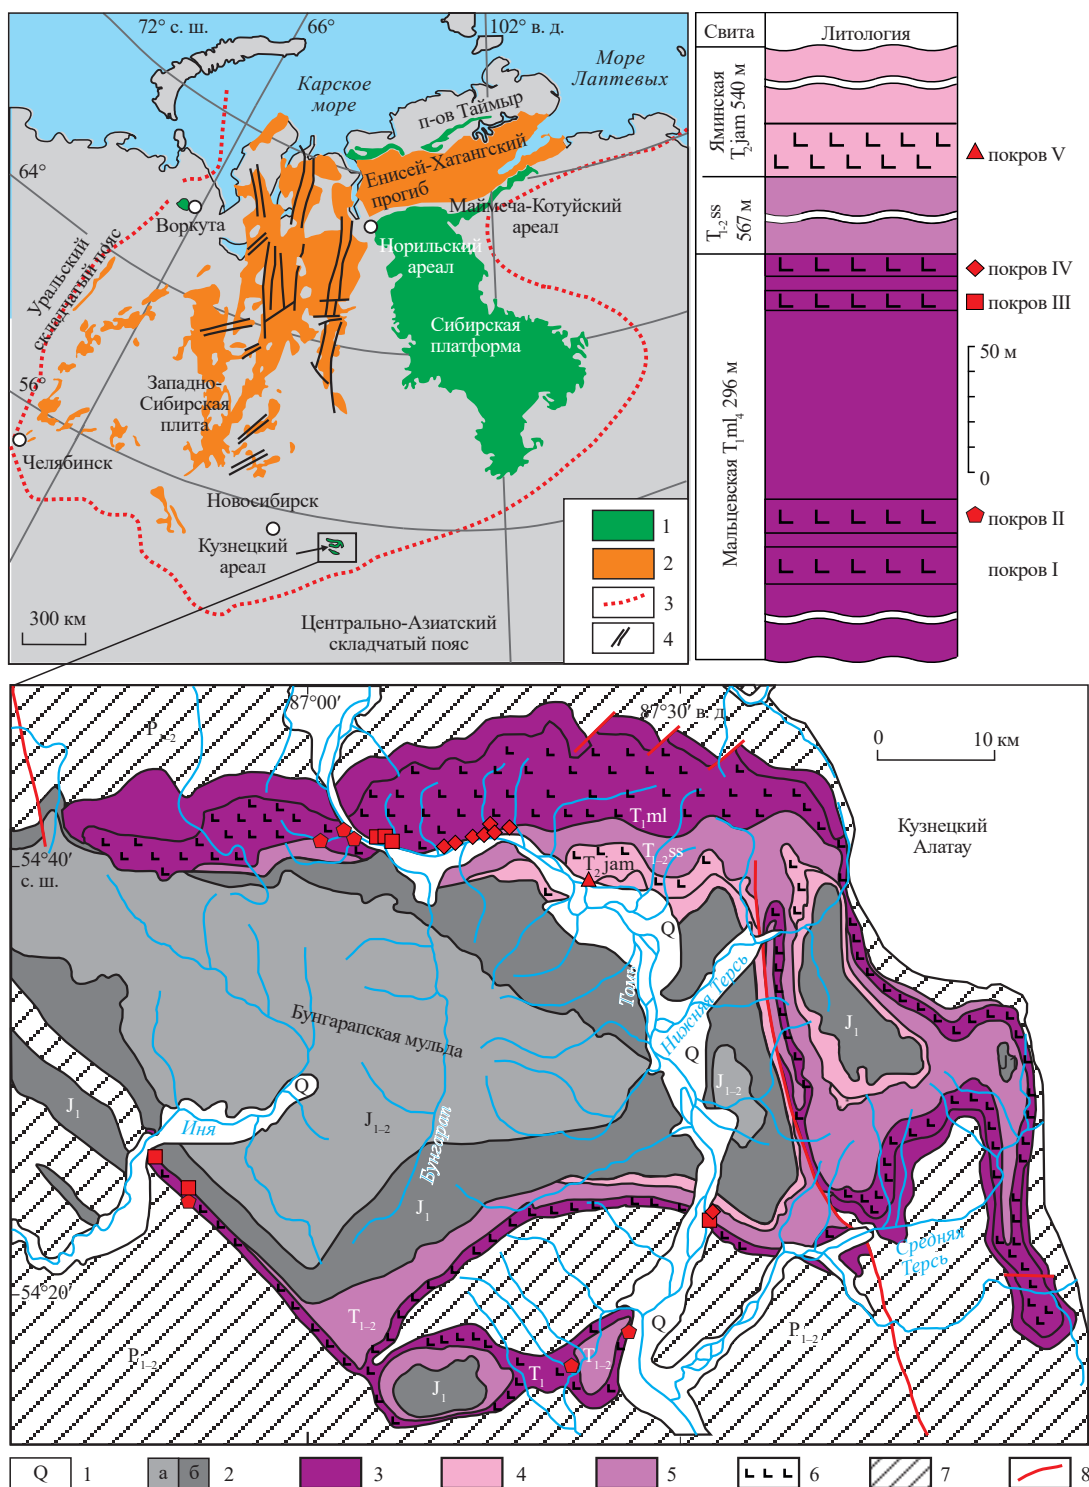 72° с. ш.
66°
102° в. д.
Море
Лаптевых
Карское
море
п-ов Таймыр
Енисей-Хатангский
прогиб
64°
Маймеча-Котуйский
ареал
Воркута
Норильский
ареал
Уральский
складчатый пояс
Сибирская
платформа
56°
Западно-
Сибирская
плита
Челябинск
Новосибирск
Кузнецкий
ареал
300 км
Центрально-Азиатский
складчатый пояс
1
2
3
4
Свита
Литология
Яминская
T₂jam 540 м
T₁₋₂ss
567 м
Мальцевская T₁ml₄ 296 м
покров V
покров IV
покров III
50 м
0
покров II
покров I
87°00′
87°30′ в. д.
P₁₋₂
0
10 км
Кузнецкий
Алатау
54°40′
с. ш.
T₁ml
T₁₋₂ss
T₂jam
Q
Томь
Нижняя Терсь
J₁
J₁
Бунгарапская мульда
Q
Q
J₁₋₂
J₁
Иня
J₁₋₂
Бунгарап
J₁
Средняя
Терсь
54°20′
T₁₋₂
Q
P₁₋₂
P₁₋₂
T₁₋₂
T₁
J₁
Q 1
а б 2
3
4
5
6
7
8